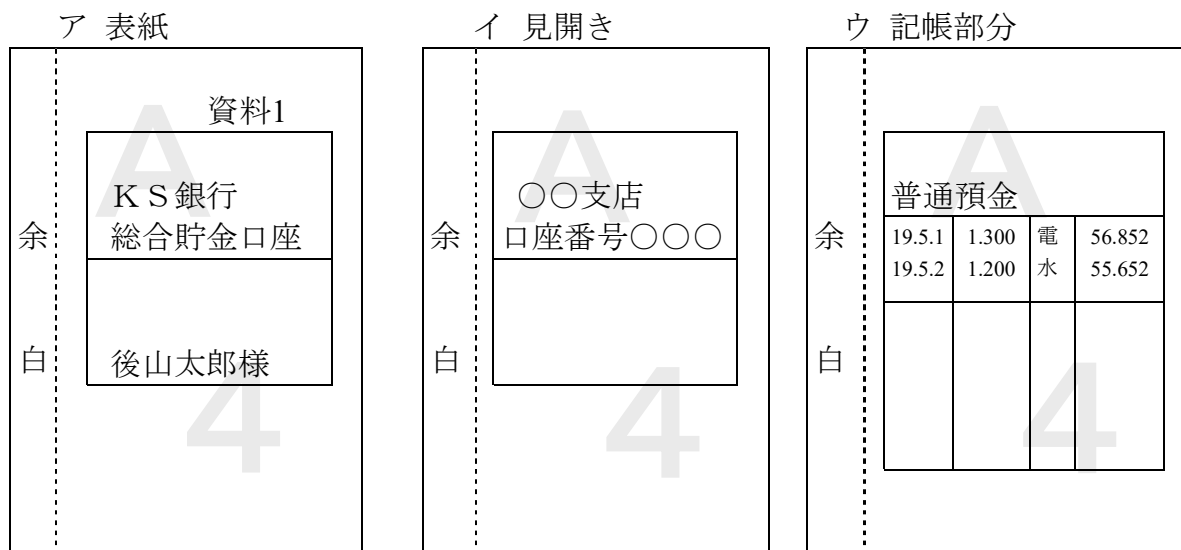 ア 表紙
資料1
KS銀行
総合貯金口座
後山太郎様
余
白
A
4
イ 見開き
○○支店
口座番号○○○
余
白
A
4
ウ 記帳部分
普通預金
19.5.1 1.300 電 56.852
19.5.2 1.200 水 55.652
余
白
A
4